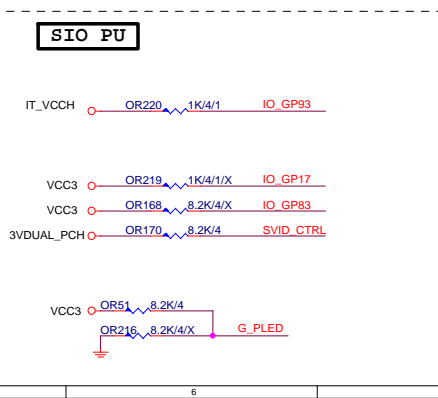 SIO PU
IT_VCCH OR220 1K/4/1 IO_GP93
VCC3 OR219 1K/4/1/X IO_GP17
VCC3 OR168 8.2K/4/X IO_GP83
3VDUAL_PCH OR170 8.2K/4 SVID_CTRL
VCC3 OR51 8.2K/4
OR216 8.2K/4/X G_PLED
6